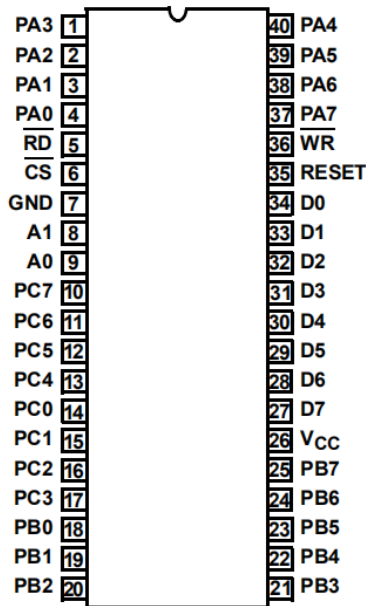 PA3 1 40 PA4
PA2 2 39 PA5
PA1 3 38 PA6
PA0 4 37 PA7
RD 5 36 WR
CS 6 35 RESET
GND 7 34 D0
A1 8 33 D1
A0 9 32 D2
PC7 10 31 D3
PC6 11 30 D4
PC5 12 29 D5
PC4 13 28 D6
PC0 14 27 D7
PC1 15 26 VCC
PC2 16 25 PB7
PC3 17 24 PB6
PB0 18 23 PB5
PB1 19 22 PB4
PB2 20 21 PB3